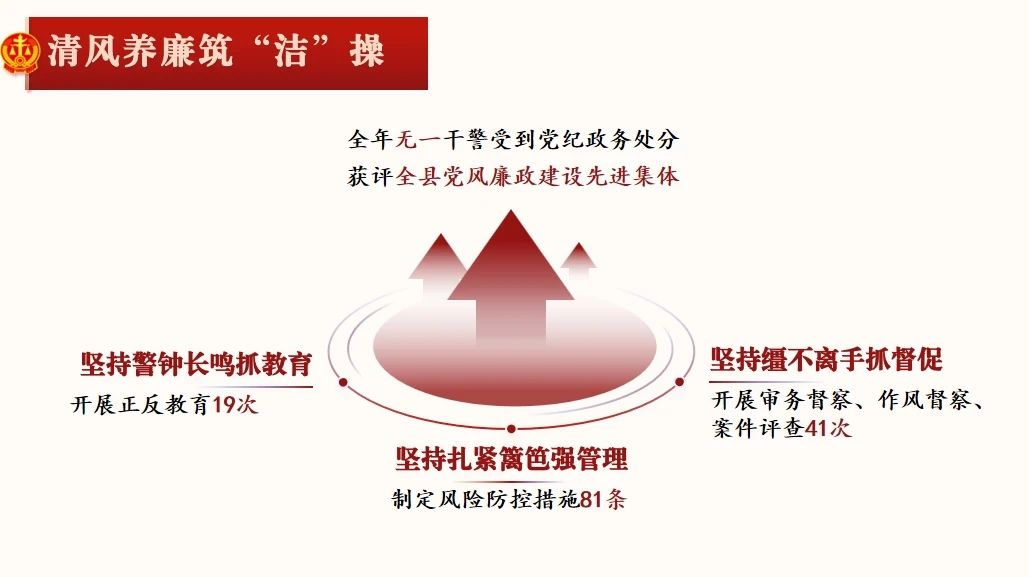 清风养廉筑“洁”操
全年无一干警受到党纪政务处分
获评全县党风廉政建设先进集体
坚持警钟长鸣抓教育
开展正反教育19次
坚持扎紧篱笆强管理
制定风险防控措施81条
坚持缰不离手抓督促
开展审务督察、作风督察、
案件评查41次